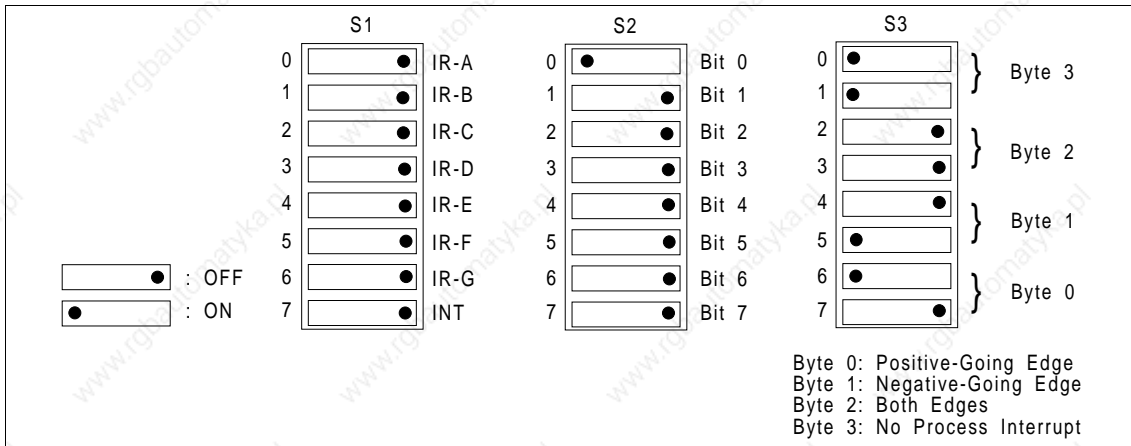 S1 S2 S3
0 IR-A 0 Bit 0 0 } Byte 3
1 IR-B 1 Bit 1 1
2 IR-C 2 Bit 2 2 } Byte 2
3 IR-D 3 Bit 3 3
4 IR-E 4 Bit 4 4 } Byte 1
5 IR-F 5 Bit 5 5
: OFF 6 IR-G 6 Bit 6 6 } Byte 0
: ON 7 INT 7 Bit 7 7
Byte 0: Positive-Going Edge
Byte 1: Negative-Going Edge
Byte 2: Both Edges
Byte 3: No Process Interrupt
www.rgbautomatyka.pl